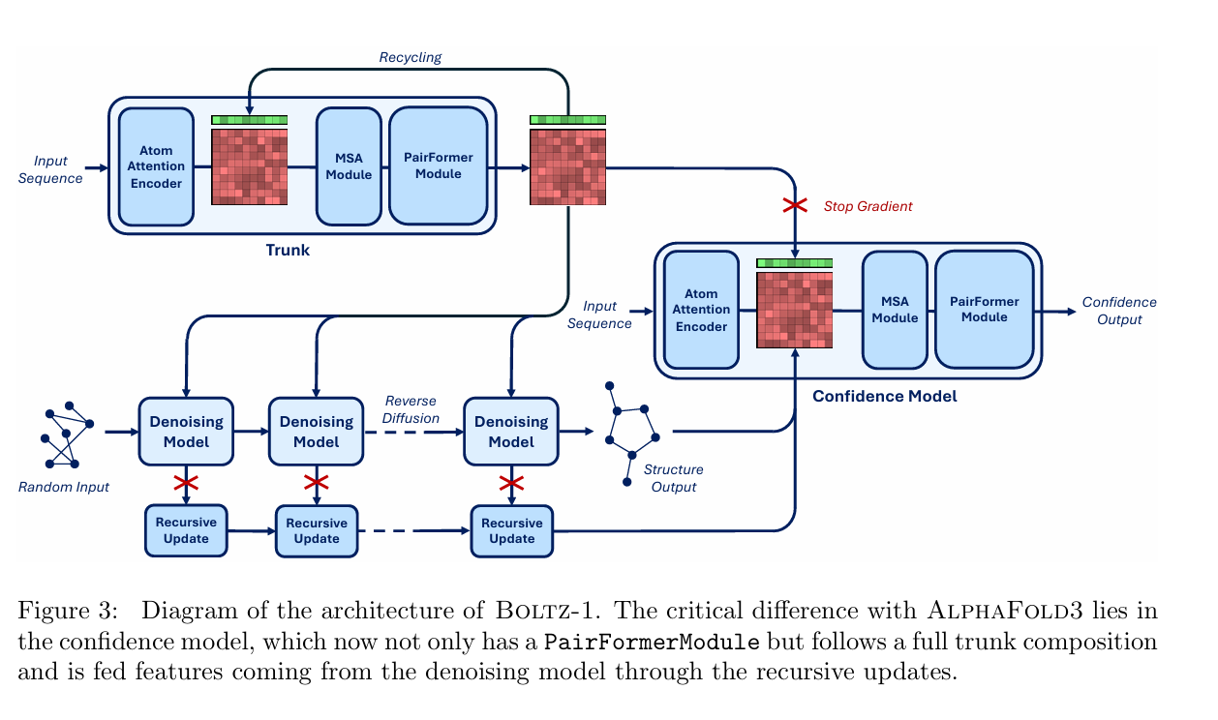 Recycling
Input
Sequence
Atom
Attention
Encoder
MSA
Module
PairFormer
Module
Trunk
Stop Gradient
Input
Sequence
Atom
Attention
Encoder
MSA
Module
PairFormer
Module
Confidence
Output
Confidence Model
Random Input
Denoising
Model
Denoising
Model
Reverse
Diffusion
Denoising
Model
Structure
Output
Recursive
Update
Recursive
Update
Recursive
Update
Figure 3: Diagram of the architecture of BOLTZ-1. The critical difference with ALPHAFOLD3 lies in
the confidence model, which now not only has a PairFormerModule but follows a full trunk composition
and is fed features coming from the denoising model through the recursive updates.